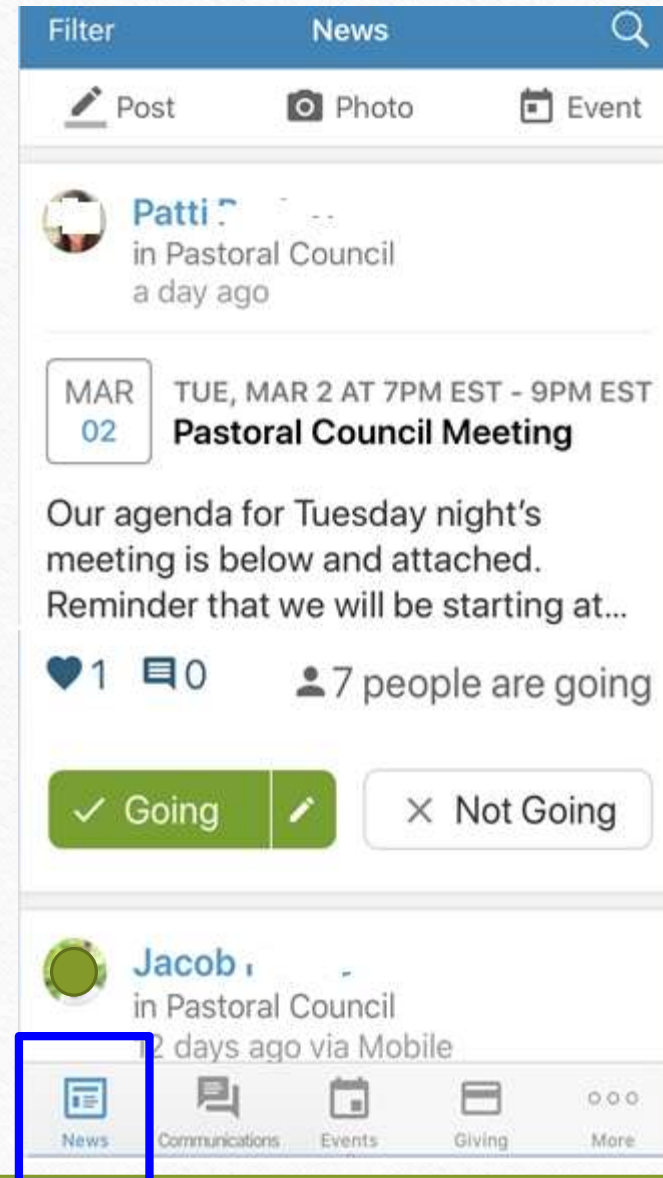 Filter News
Post Photo Event
Patti
in Pastoral Council
a day ago
MAR
02
TUE, MAR 2 AT 7PM EST - 9PM EST
Pastoral Council Meeting
Our agenda for Tuesday night's
meeting is below and attached.
Reminder that we will be starting at...
1 0 7 people are going
Going Not Going
Jacob
in Pastoral Council
12 days ago via Mobile
News Communications Events Giving More